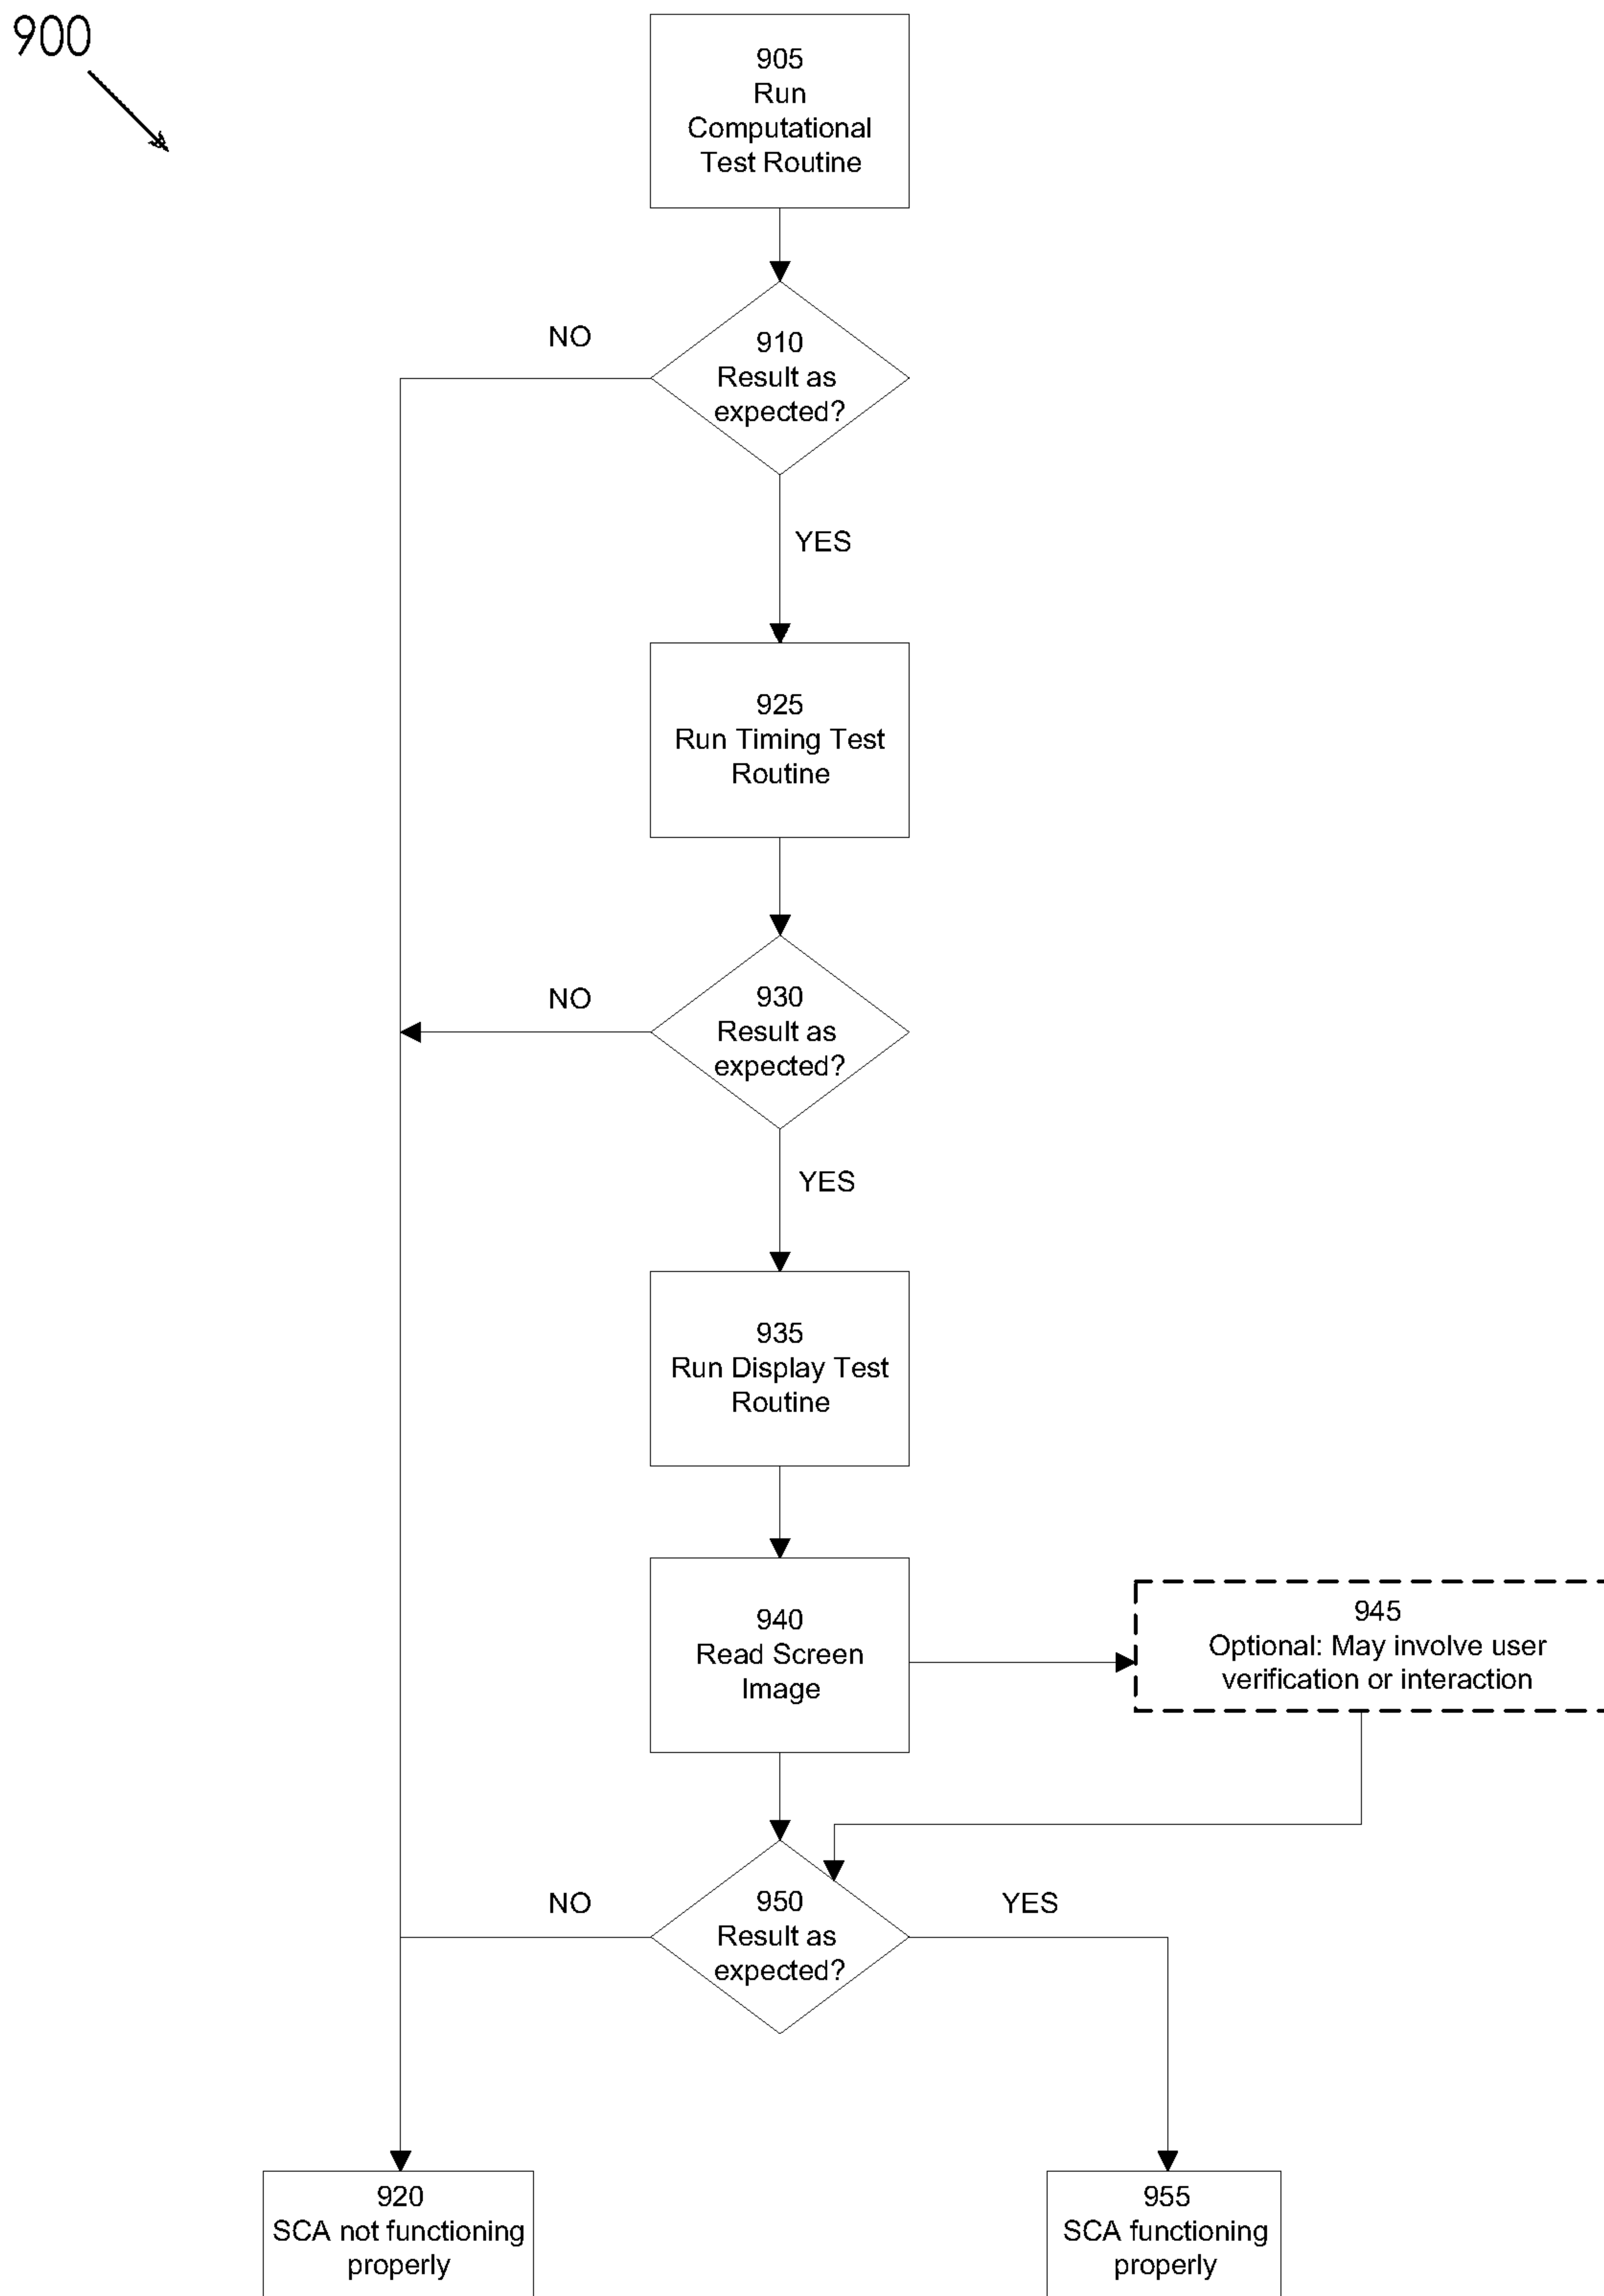 900
905
Run
Computational
Test Routine
NO
910
Result as
expected?
YES
925
Run Timing Test
Routine
NO
930
Result as
expected?
YES
935
Run Display Test
Routine
940
Read Screen
Image
945
Optional: May involve user
verification or interaction
NO
950
Result as
expected?
YES
920
SCA not functioning
properly
955
SCA functioning
properly